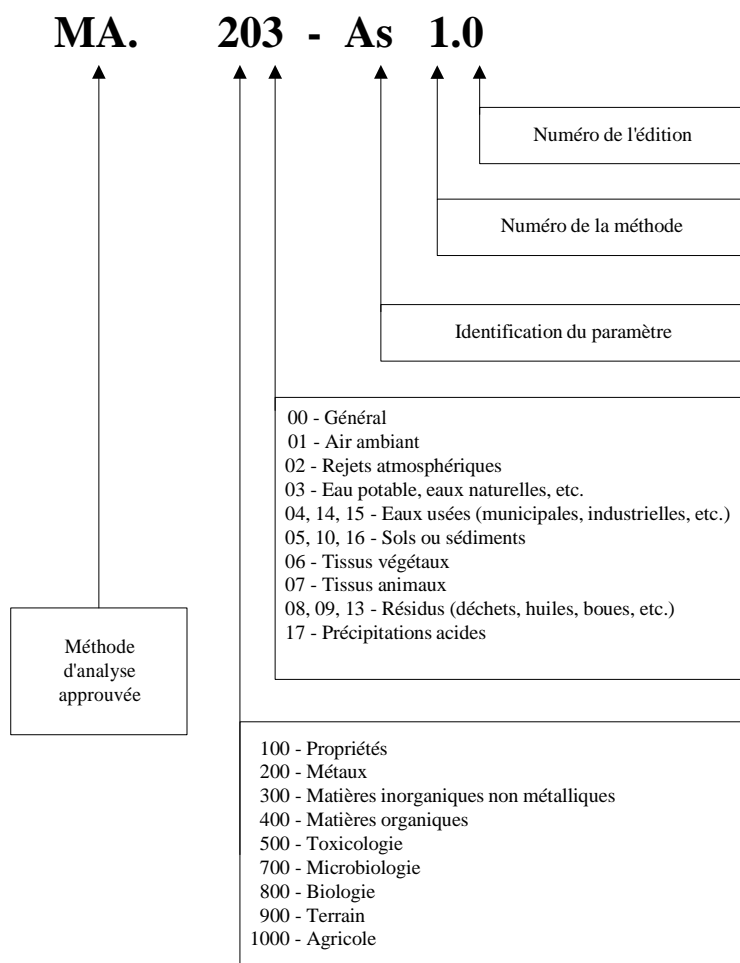 MA. 203 - As 1.0
Numéro de l'édition
Numéro de la méthode
Identification du paramètre
00 - Général
01 - Air ambiant
02 - Rejets atmosphériques
03 - Eau potable, eaux naturelles, etc.
04, 14, 15 - Eaux usées (municipales, industrielles, etc.)
05, 10, 16 - Sols ou sédiments
06 - Tissus végétaux
07 - Tissus animaux
08, 09, 13 - Résidus (déchets, huiles, boues, etc.)
17 - Précipitations acides
Méthode
d'analyse
approuvée
100 - Propriétés
200 - Métaux
300 - Matières inorganiques non métalliques
400 - Matières organiques
500 - Toxicologie
700 - Microbiologie
800 - Biologie
900 - Terrain
1000 - Agricole